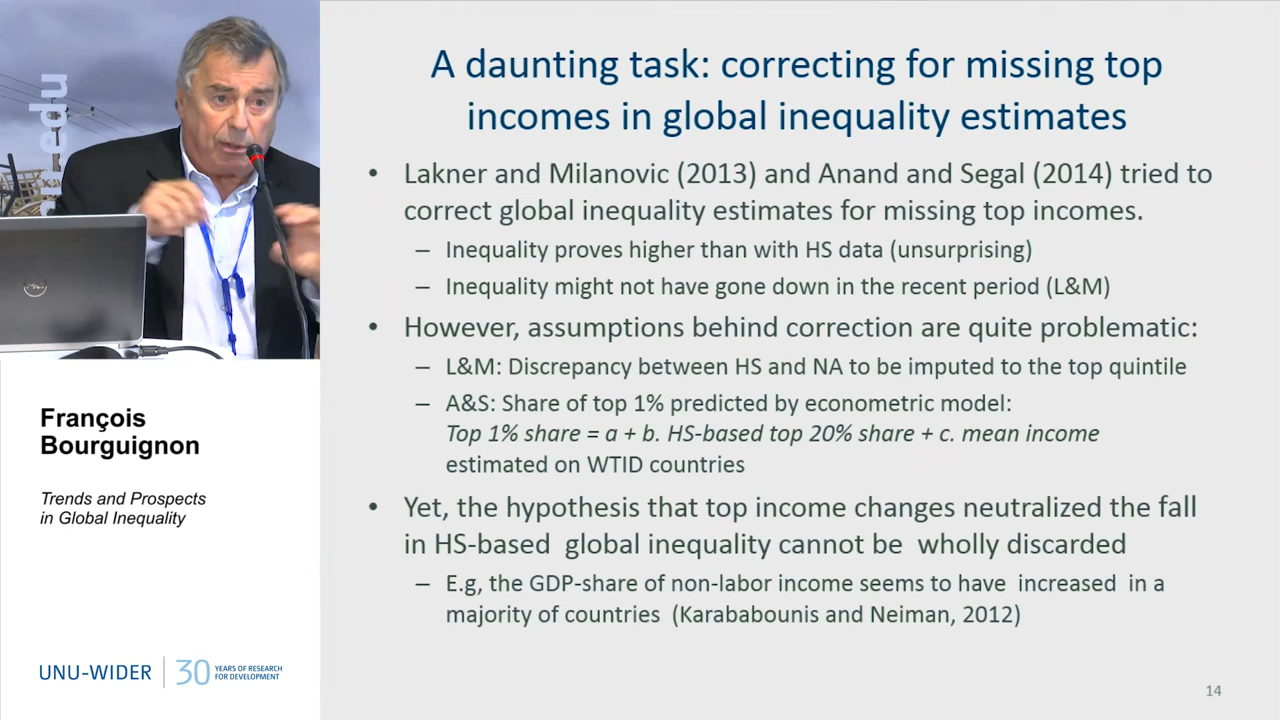 A daunting task: correcting for missing top
incomes in global inequality estimates
• Lakner and Milanovic (2013) and Anand and Segal (2014) tried to
correct global inequality estimates for missing top incomes.
– Inequality proves higher than with HS data (unsurprising)
– Inequality might not have gone down in the recent period (L&M)
• However, assumptions behind correction are quite problematic:
– L&M: Discrepancy between HS and NA to be imputed to the top quintile
– A&S: Share of top 1% predicted by econometric model:
Top 1% share = a + b. HS-based top 20% share + c. mean income
estimated on WTID countries
• Yet, the hypothesis that top income changes neutralized the fall
in HS-based global inequality cannot be wholly discarded
– E.g, the GDP-share of non-labor income seems to have increased in a
majority of countries (Karababounis and Neiman, 2012)
14
François
Bourguignon
Trends and Prospects
in Global Inequality
UNU-WIDER
30 YEARS OF RESEARCH
FOR DEVELOPMENT